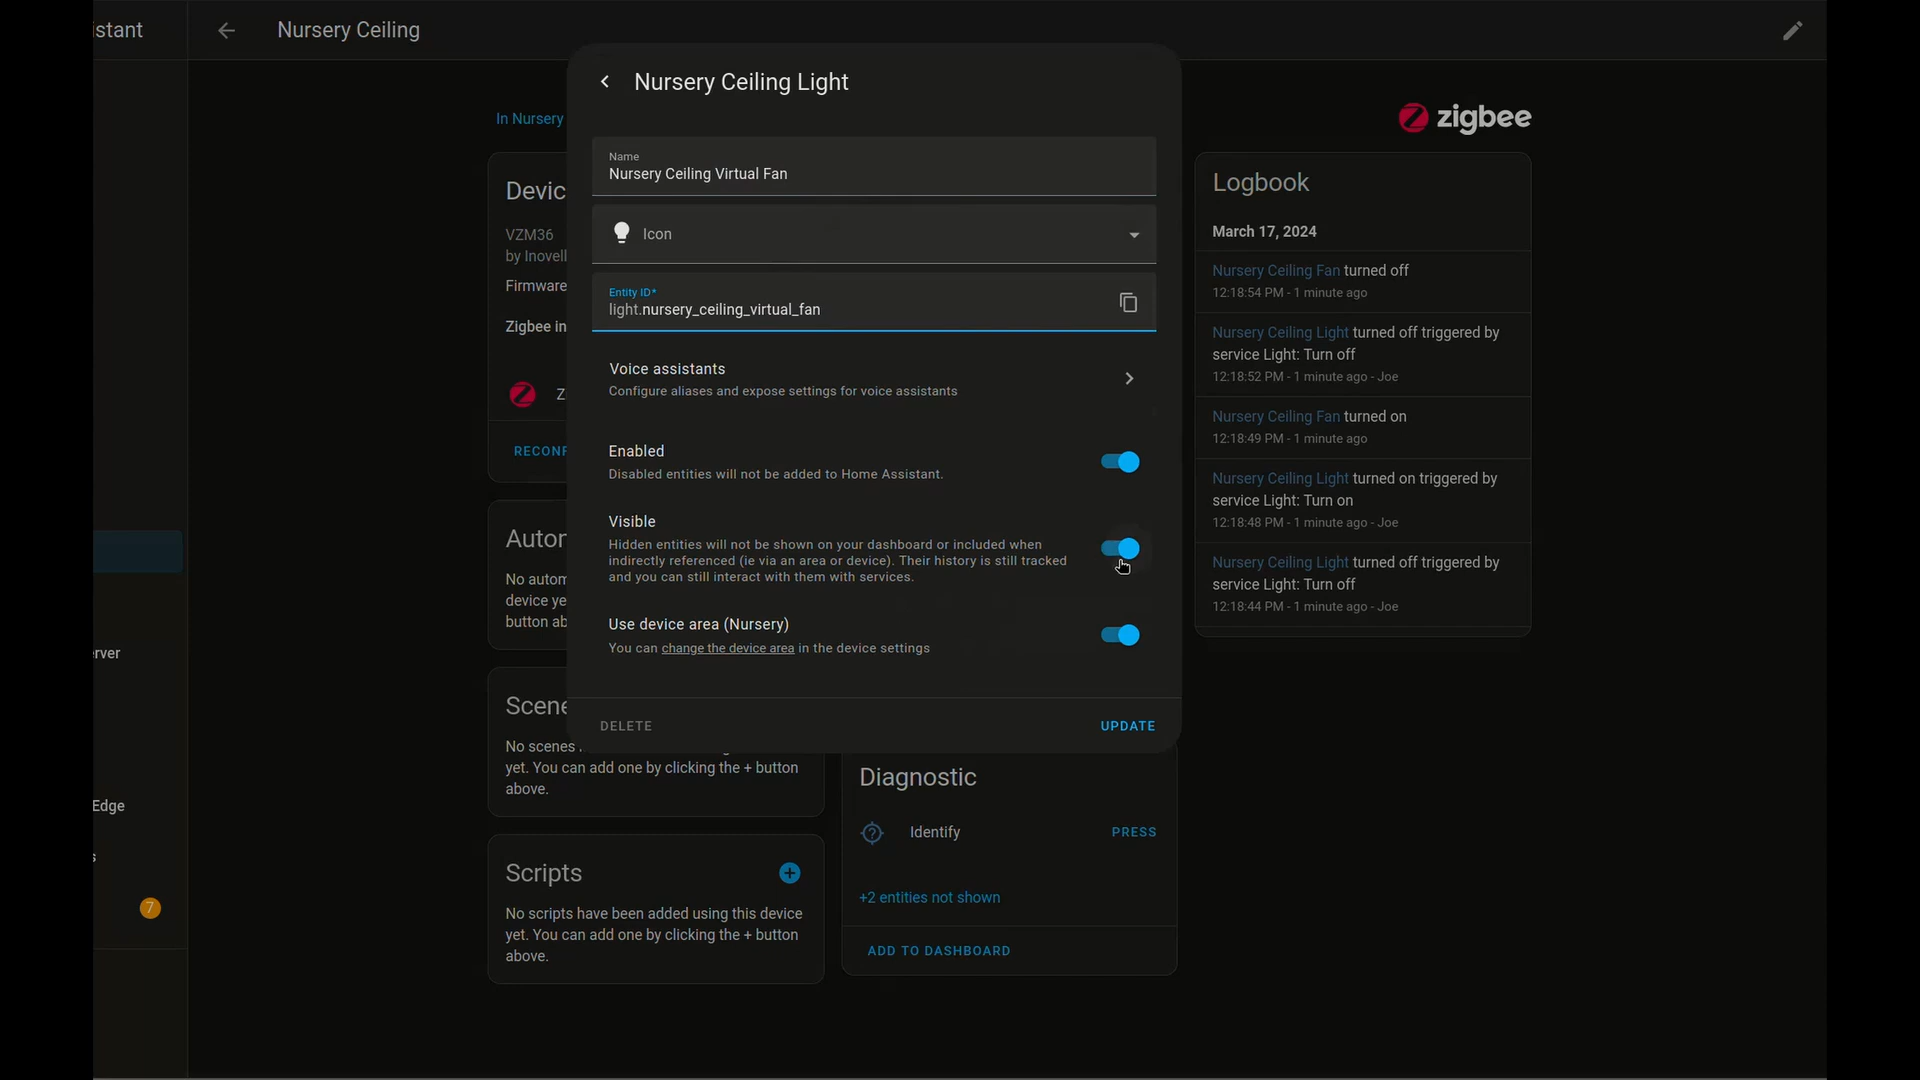 istant
Nursery Ceiling
Nursery Ceiling Light
Name
Nursery Ceiling Virtual Fan
Icon
Entity ID*
light.nursery_ceiling_virtual_fan
Voice assistants
Configure aliases and expose settings for voice assistants
Enabled
Disabled entities will not be added to Home Assistant.
Visible
Hidden entities will not be shown on your dashboard or included when
indirectly referenced (ie via an area or device). Their history is still tracked
and you can still interact with them with services.
Use device area (Nursery)
You can change the device area in the device settings
DELETE
UPDATE
In Nursery
Devic
VZM36
by Inovell
Firmware
Zigbee in
Z
RECONF
Autor
No autom
device ye
button ab
Scene
No scenes
yet. You can add one by clicking the + button
above.
Scripts
No scripts have been added using this device
yet. You can add one by clicking the + button
above.
Diagnostic
Identify
PRESS
+2 entities not shown
ADD TO DASHBOARD
zigbee
Logbook
March 17, 2024
Nursery Ceiling Fan turned off
12:18:54 PM - 1 minute ago
Nursery Ceiling Light turned off triggered by
service Light: Turn off
12:18:52 PM - 1 minute ago - Joe
Nursery Ceiling Fan turned on
12:18:49 PM - 1 minute ago
Nursery Ceiling Light turned on triggered by
service Light: Turn on
12:18:48 PM - 1 minute ago - Joe
Nursery Ceiling Light turned off triggered by
service Light: Turn off
12:18:44 PM - 1 minute ago - Joe
rver
Edge
s
7